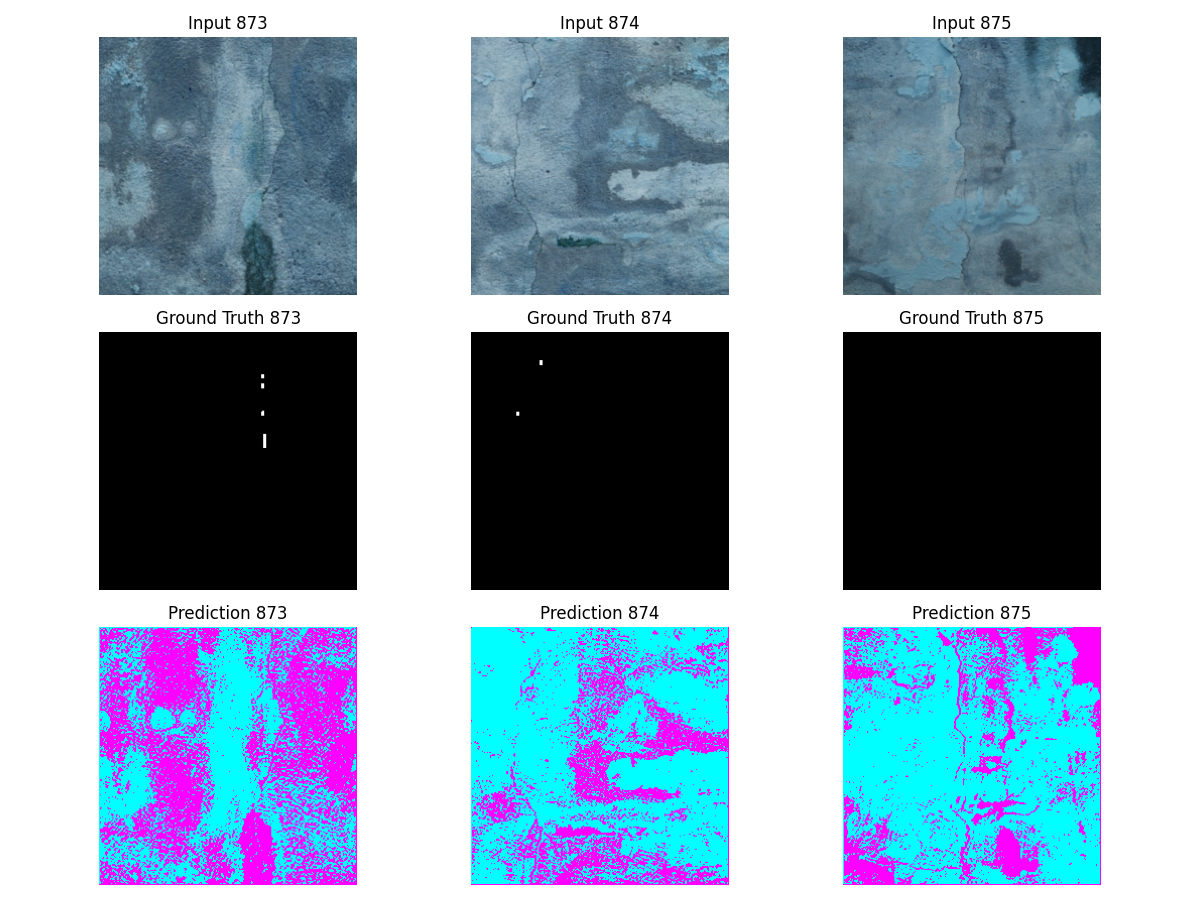 Input 873
Input 874
Input 875
Ground Truth 873
Ground Truth 874
Ground Truth 875
Prediction 873
Prediction 874
Prediction 875